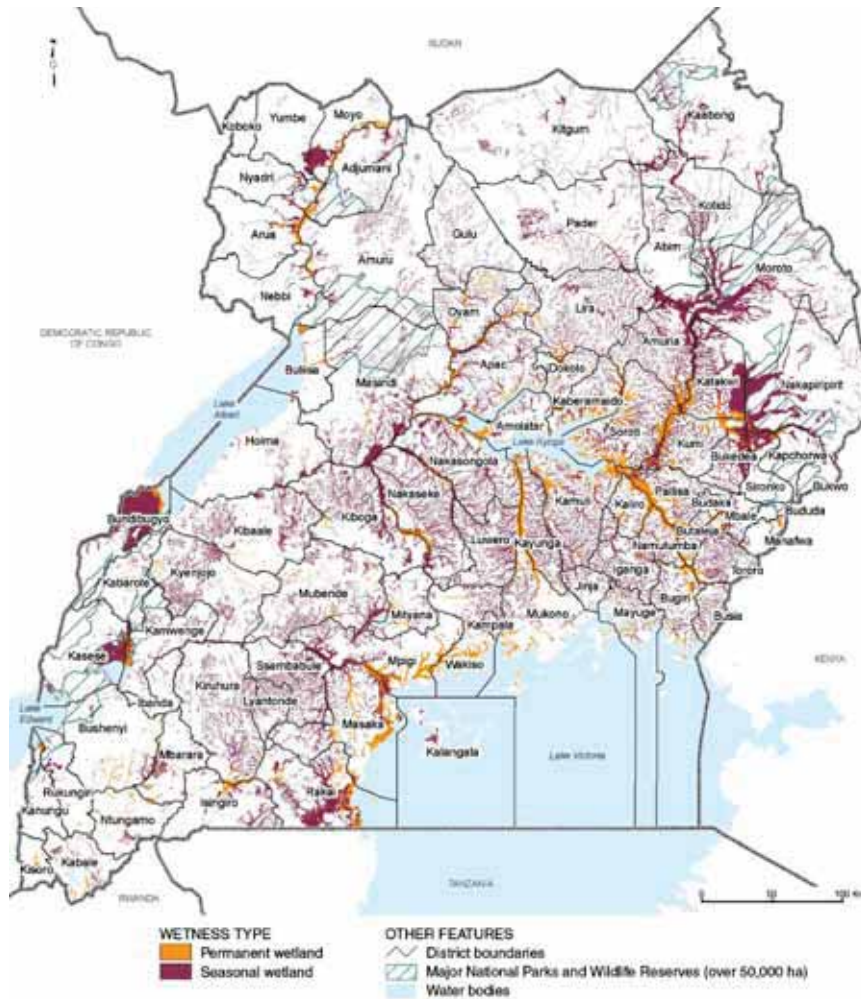 SUDAN
Kaabong
Moyo
Yumbe
Koboko
Kitgum
Adjumani
Nyadri
Kotido
Pader
Arua
Gulu
Abim
Amuru
Moroto
Nebbi
Oyam
Lira
DEMOCRATIC REPUBLIC
OF CONGO
Amuria
Buliisa
Apac
Dokolo
Katakwi
Masindi
Nakapiripirit
Kaberamaido
Lake
Albert
Amolatar
Soroti
Lake Kyoga
Kumi
Hoima
Bukedea
Kapchorwa
Nakasongola
Sironko
Bukwo
Nakaseke
Kamuli
Pallisa
Kaliro
Budaka
Bududa
Bundibugyo
Kiboga
Mbale
Kibaale
Butaleja
Luwero
Kayunga
Manafwa
Namutumba
Kyenjojo
Iganga
Tororo
Kabarole
Mubende
Jinja
Bugiri
Mityana
Mukono
Mayuge
Busia
Kamwenge
Kampala
Kasese
Mpigi
Wakiso
Ssembabule
KENYA
Kiruhura
Ibanda
Lyantonde
Lake
Edward
Bushenyi
Masaka
Mbarara
Kalangala
Lake Victoria
Rukungiri
Rakai
Isingiro
Kanungu
Ntungamo
Kisoro
Kabale
TANZANIA
RWANDA
0 50 100 Km
WETNESS TYPE
Permanent wetland
Seasonal wetland
OTHER FEATURES
District boundaries
Major National Parks and Wildlife Reserves (over 50,000 ha)
Water bodies